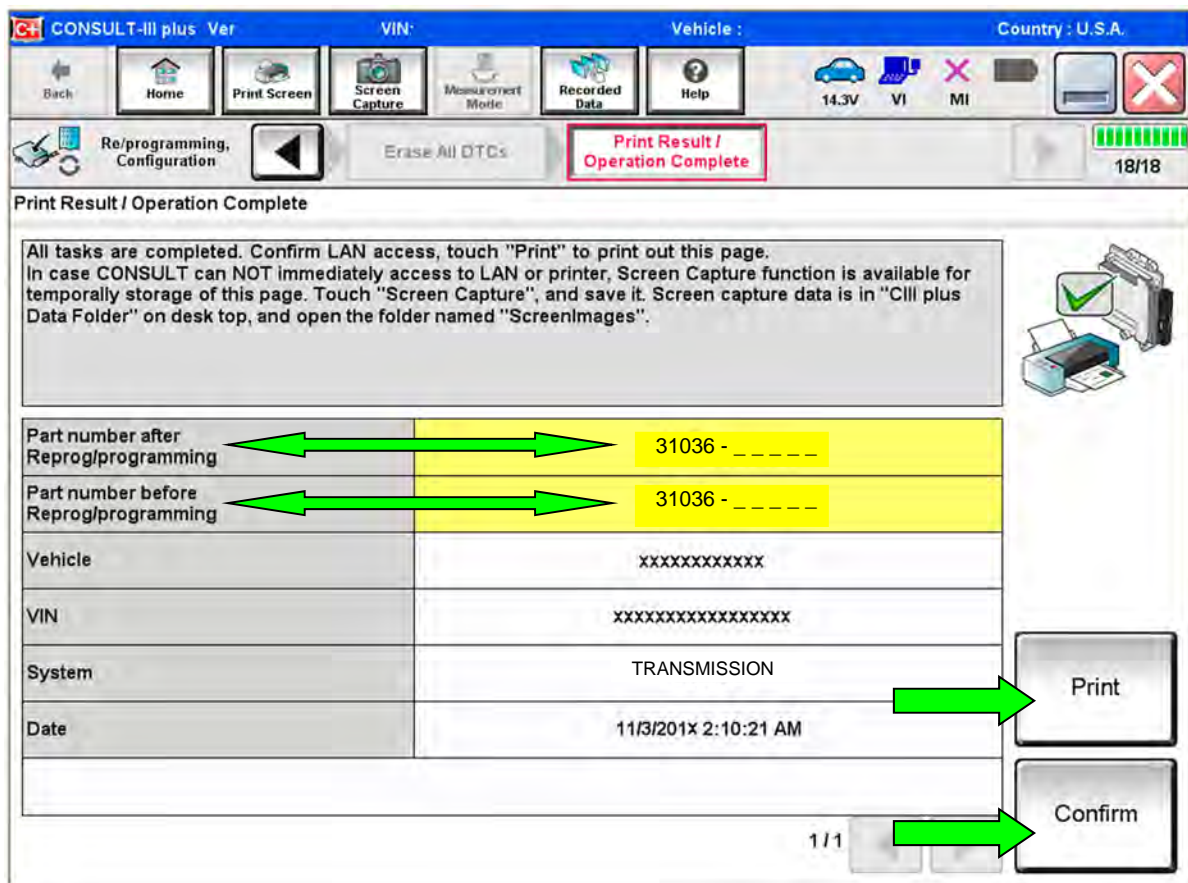 C+ CONSULT-III plus Ver VIN: Vehicle : Country : U.S.A.
Back
Home
Print Screen
Screen
Capture
Measurement
Mode
Recorded
Data
Help
14.3V
VI
MI
Re/programming,
Configuration
Erase All DTCs
Print Result /
Operation Complete
18/18
Print Result / Operation Complete
All tasks are completed. Confirm LAN access, touch "Print" to print out this page.
In case CONSULT can NOT immediately access to LAN or printer, Screen Capture function is available for
temporally storage of this page. Touch "Screen Capture", and save it. Screen capture data is in "CIII plus
Data Folder" on desk top, and open the folder named "ScreenImages".
Part number after
Reprog/programming
31036 - _ _ _ _ _
Part number before
Reprog/programming
31036 - _ _ _ _ _
Vehicle
xxxxxxxxxxxx
VIN
xxxxxxxxxxxxxxxxx
System
TRANSMISSION
Date
11/3/201X 2:10:21 AM
Print
Confirm
1/1